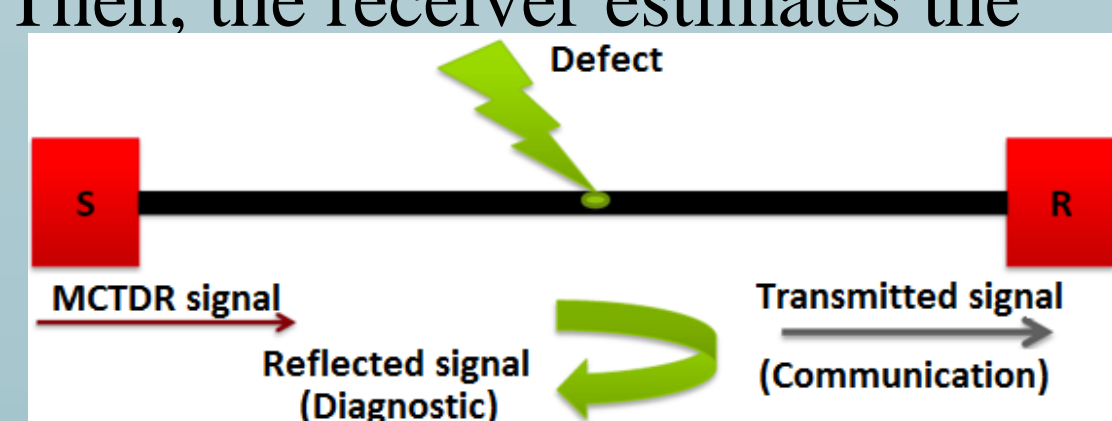 Then, the receiver estimates the
Defect
S
R
MCTDR signal
Transmitted signal
Reflected signal
(Diagnostic)
(Communication)